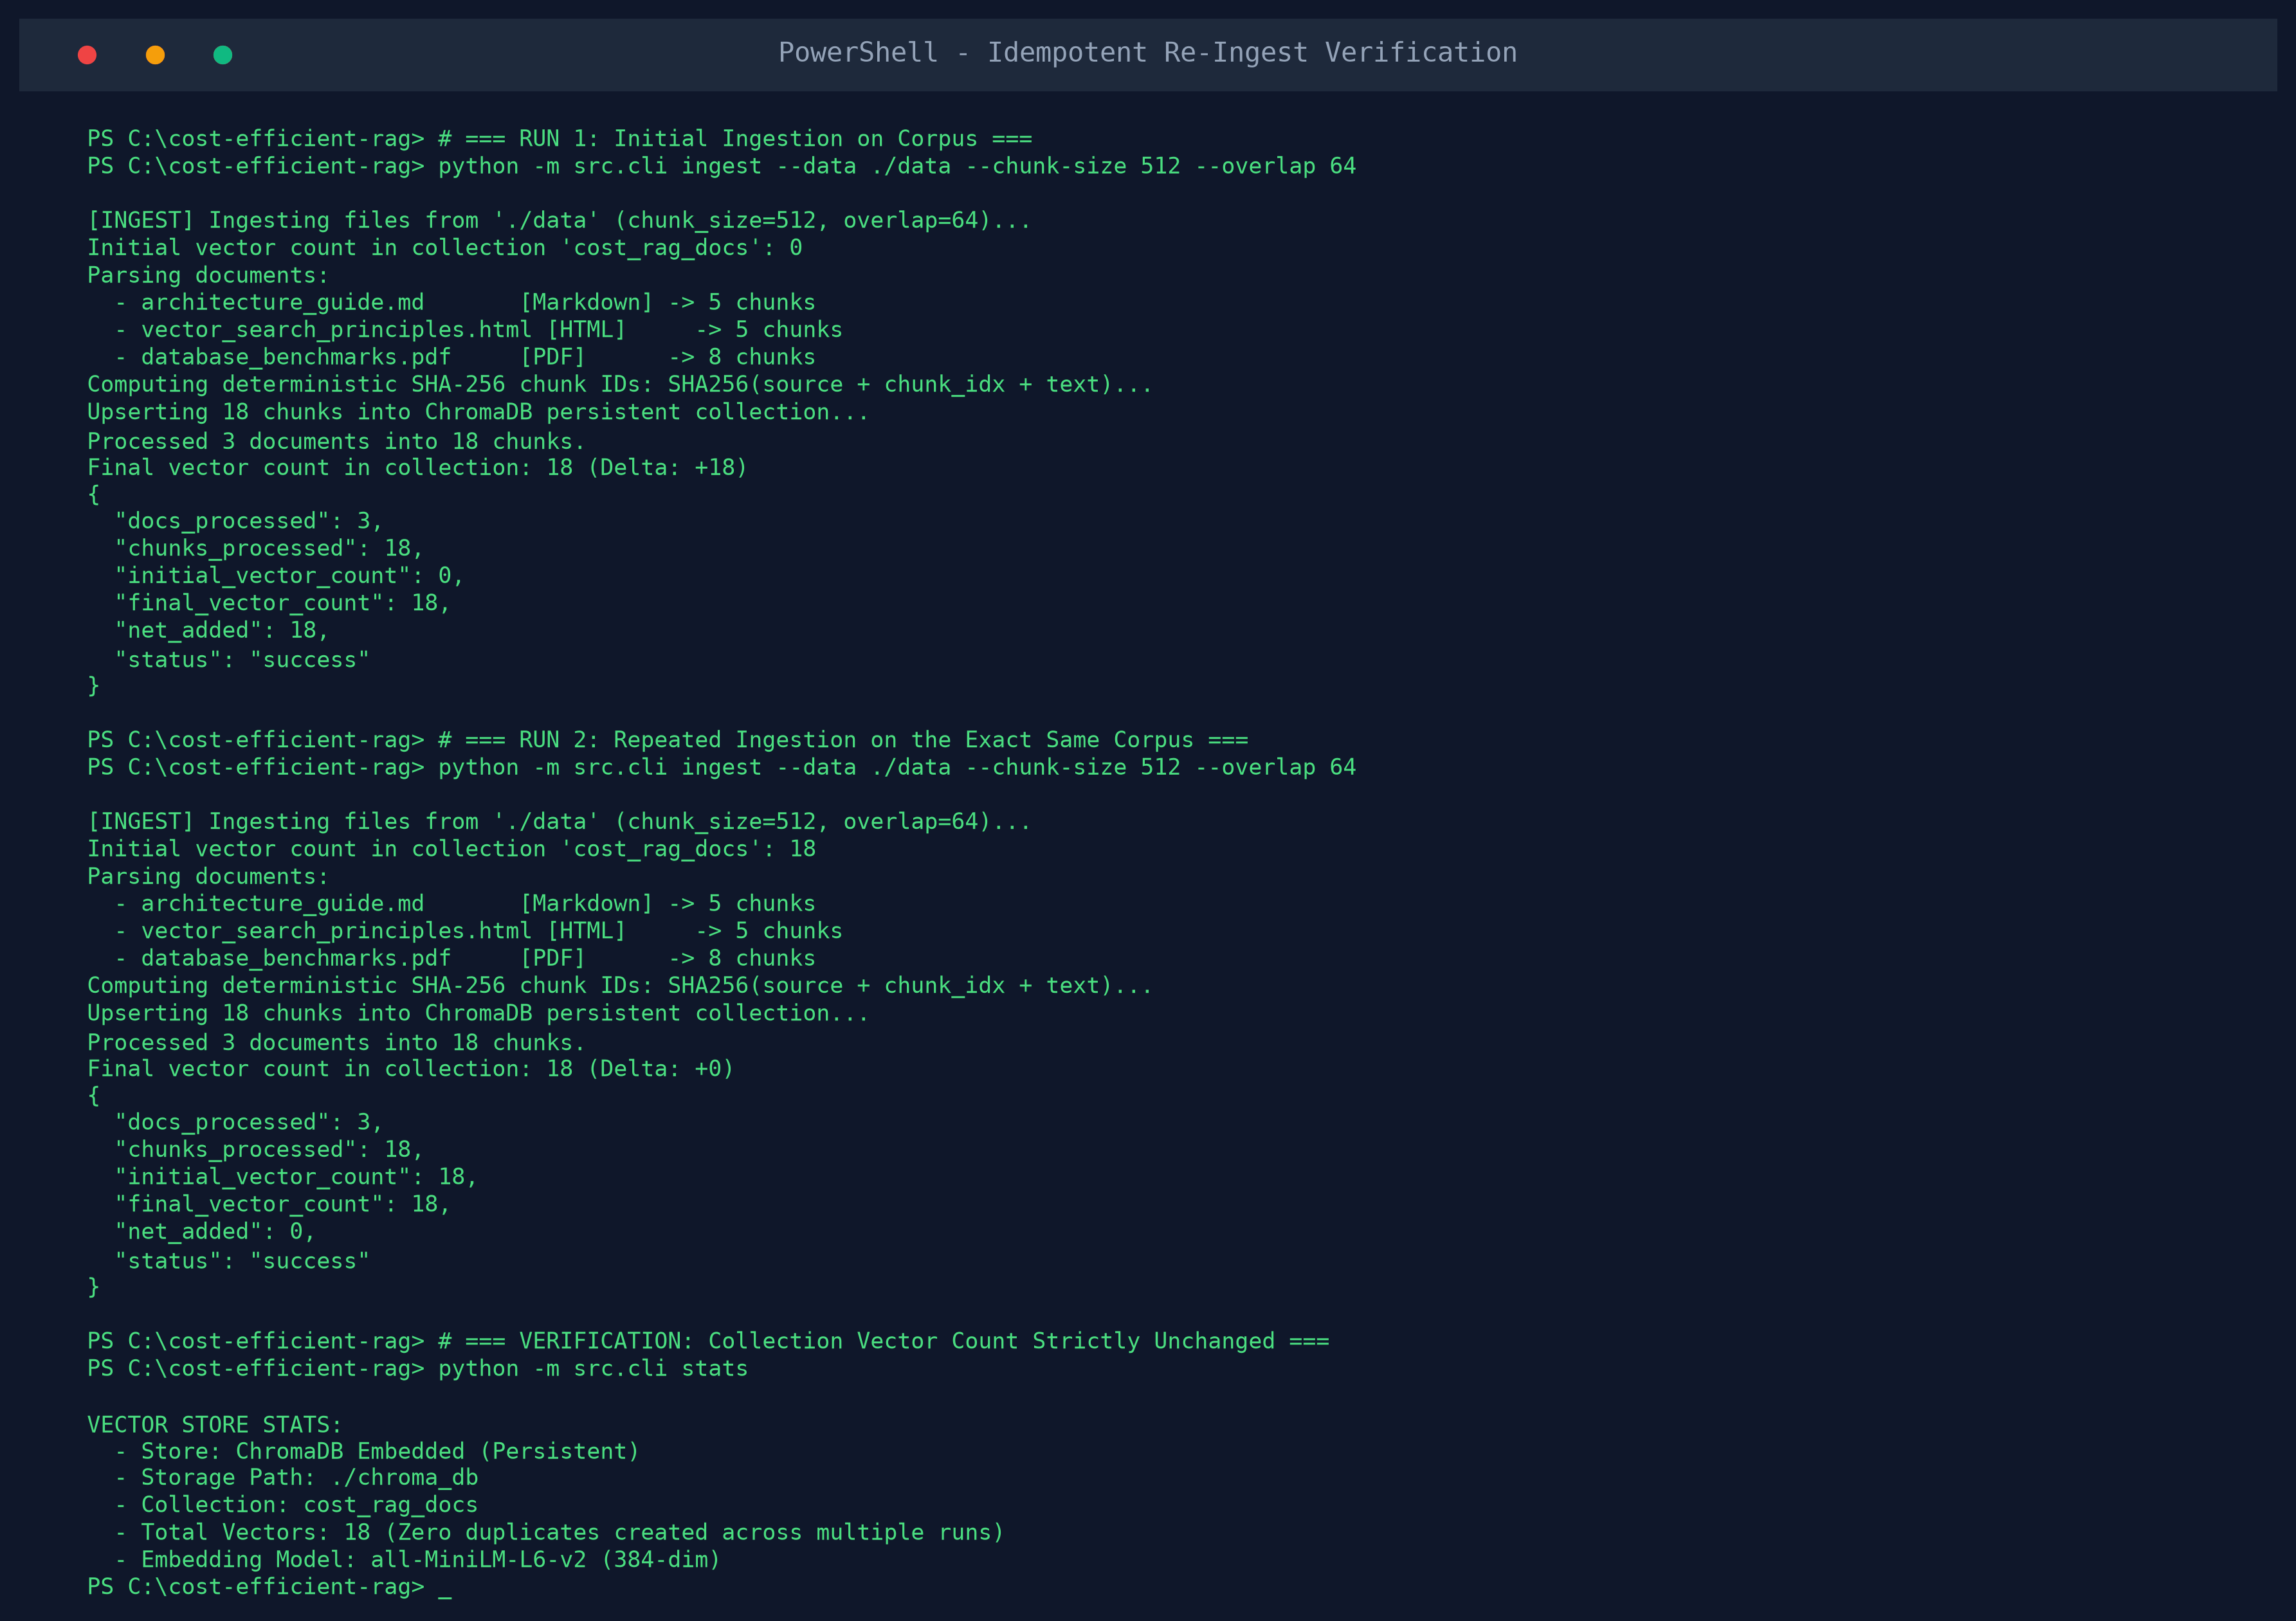 PowerShell - Idempotent Re-Ingest Verification
PS C:\cost-efficient-rag> # === RUN 1: Initial Ingestion on Corpus ===
PS C:\cost-efficient-rag> python -m src.cli ingest --data ./data --chunk-size 512 --overlap 64
[INGEST] Ingesting files from './data' (chunk_size=512, overlap=64)...
Initial vector count in collection 'cost_rag_docs': 0
Parsing documents:
  - architecture_guide.md       [Markdown] -> 5 chunks
  - vector_search_principles.html [HTML]     -> 5 chunks
  - database_benchmarks.pdf     [PDF]      -> 8 chunks
Computing deterministic SHA-256 chunk IDs: SHA256(source + chunk_idx + text)...
Upserting 18 chunks into ChromaDB persistent collection...
Processed 3 documents into 18 chunks.
Final vector count in collection: 18 (Delta: +18)
{
  "docs_processed": 3,
  "chunks_processed": 18,
  "initial_vector_count": 0,
  "final_vector_count": 18,
  "net_added": 18,
  "status": "success"
}
PS C:\cost-efficient-rag> # === RUN 2: Repeated Ingestion on the Exact Same Corpus ===
PS C:\cost-efficient-rag> python -m src.cli ingest --data ./data --chunk-size 512 --overlap 64
[INGEST] Ingesting files from './data' (chunk_size=512, overlap=64)...
Initial vector count in collection 'cost_rag_docs': 18
Parsing documents:
  - architecture_guide.md       [Markdown] -> 5 chunks
  - vector_search_principles.html [HTML]     -> 5 chunks
  - database_benchmarks.pdf     [PDF]      -> 8 chunks
Computing deterministic SHA-256 chunk IDs: SHA256(source + chunk_idx + text)...
Upserting 18 chunks into ChromaDB persistent collection...
Processed 3 documents into 18 chunks.
Final vector count in collection: 18 (Delta: +0)
{
  "docs_processed": 3,
  "chunks_processed": 18,
  "initial_vector_count": 18,
  "final_vector_count": 18,
  "net_added": 0,
  "status": "success"
}
PS C:\cost-efficient-rag> # === VERIFICATION: Collection Vector Count Strictly Unchanged ===
PS C:\cost-efficient-rag> python -m src.cli stats
VECTOR STORE STATS:
  - Store: ChromaDB Embedded (Persistent)
  - Storage Path: ./chroma_db
  - Collection: cost_rag_docs
  - Total Vectors: 18 (Zero duplicates created across multiple runs)
  - Embedding Model: all-MiniLM-L6-v2 (384-dim)
PS C:\cost-efficient-rag> _